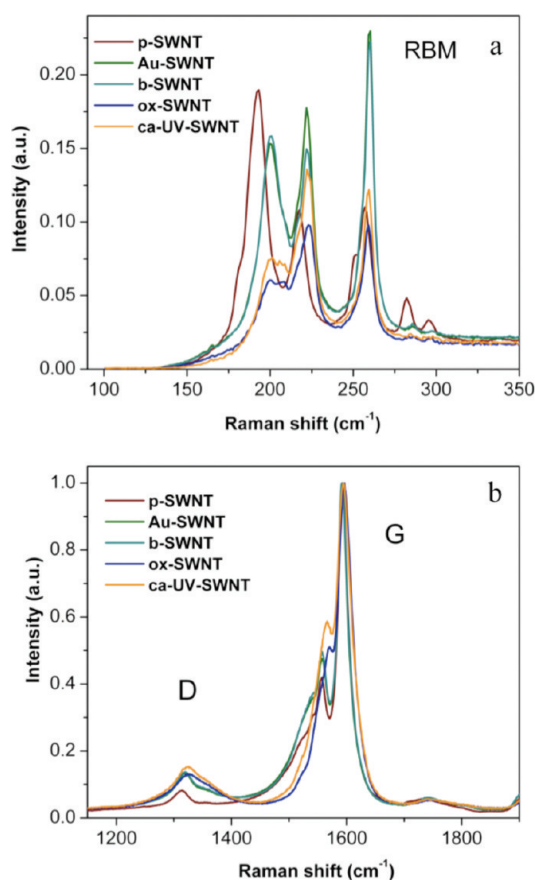 p-SWNT
Au-SWNT
b-SWNT
ox-SWNT
ca-UV-SWNT
RBM
a
0.20
0.15
0.10
0.05
0.00
Intensity (a.u.)
100 150 200 250 300 350
Raman shift (cm⁻¹)
p-SWNT
Au-SWNT
b-SWNT
ox-SWNT
ca-UV-SWNT
b
G
D
1.0
0.8
0.6
0.4
0.2
0.0
Intensity (a.u.)
1200 1400 1600 1800
Raman shift (cm⁻¹)